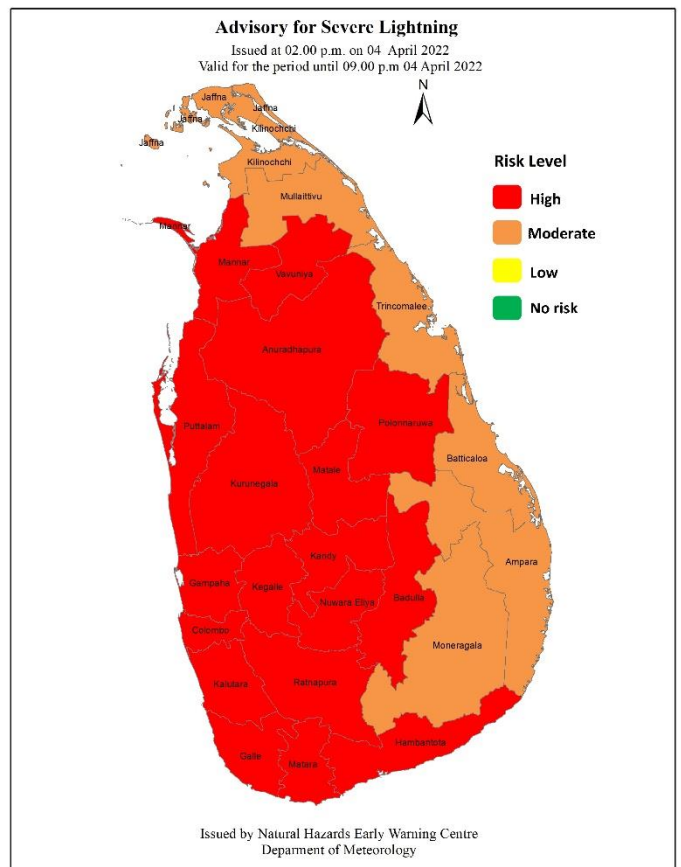 Advisory for Severe Lightning
Issued at 02.00 p.m. on 04 April 2022
Valid for the period until 09.00 p.m 04 April 2022
N
Jaffna
Jaffna
Jaffna
Kilinochchi
Jaffna
Kilinochchi
Risk Level
Mullaittivu
High
Mannar
Moderate
Mannar
Vavuniya
Low
Trincomalee
No risk
Anuradhapura
Polonnaruwa
Puttalam
Batticaloa
Kurunegala
Matale
Kandy
Ampara
Gampaha
Kegalle
Nuwara Eliya
Badulla
Colombo
Moneragala
Kalutara
Rathapura
Hambantota
Galle
Matara
Issued by Natural Hazards Early Warning Centre
Deparment of Meteorology